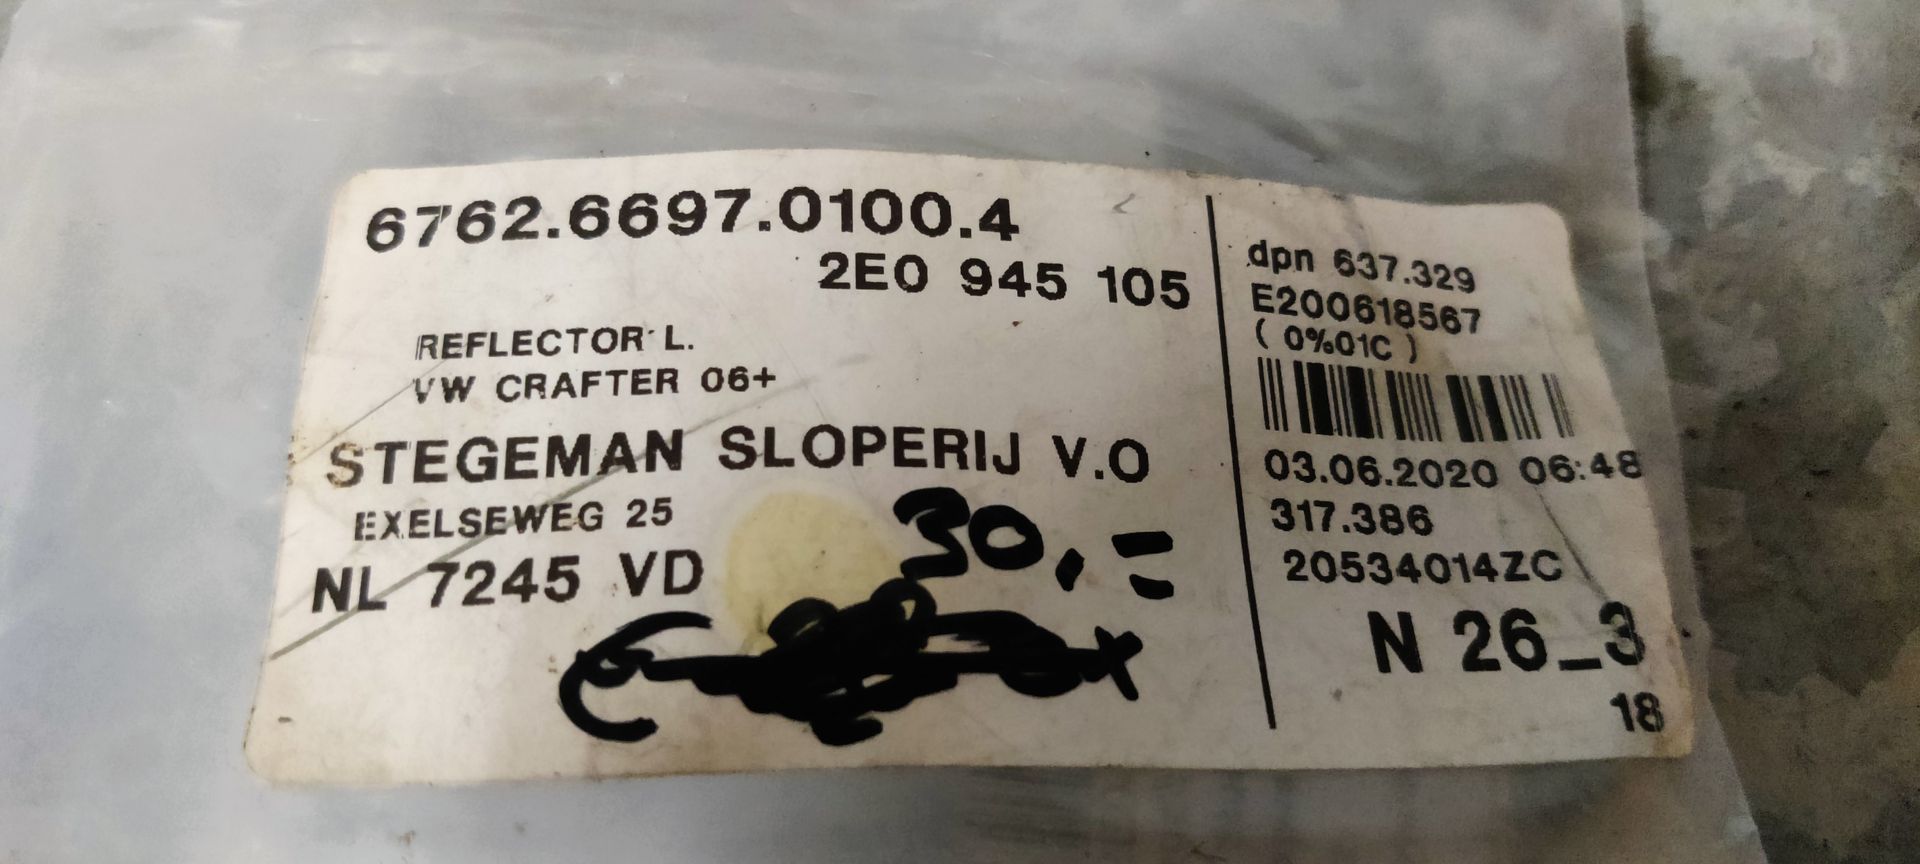 6762.6697.0100.4
2E0 945 105
REFLECTOR L.
VW CRAFTER 06+
STEGEMAN SLOPERIJ V.O
EXELSEWEG 25
NL 7245 VD
30,=
dpn 637.329
E200618567
( 0%01C )
03.06.2020 06:48
317.386
20534014ZC
N 26_3
18